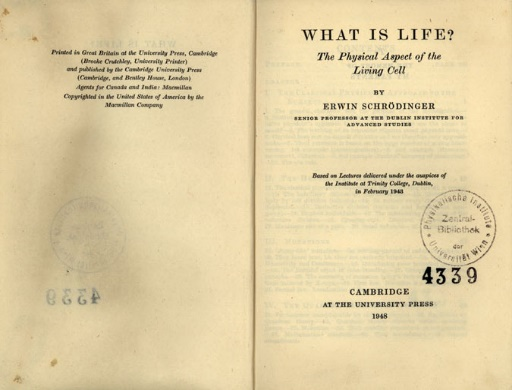 Printed in Great Britain at the University Press, Cambridge
(Brooke Crutchley, University Printer)
and published by the Cambridge University Press
(Cambridge, and Bentley House, London)
Agents for Canada and India: Macmillan
Copyrighted in the United States of America by the
Macmillan Company
4339
WHAT IS LIFE?
The Physical Aspect of the
Living Cell
BY
ERWIN SCHRÖDINGER
SENIOR PROFESSOR AT THE DUBLIN INSTITUTE FOR
ADVANCED STUDIES
Based on Lectures delivered under the auspices of
the Institute at Trinity College, Dublin,
in February 1943
Physikalische Institute
Zentral-
Bibliothek
der
Universität Wien
4339
CAMBRIDGE
AT THE UNIVERSITY PRESS
1948